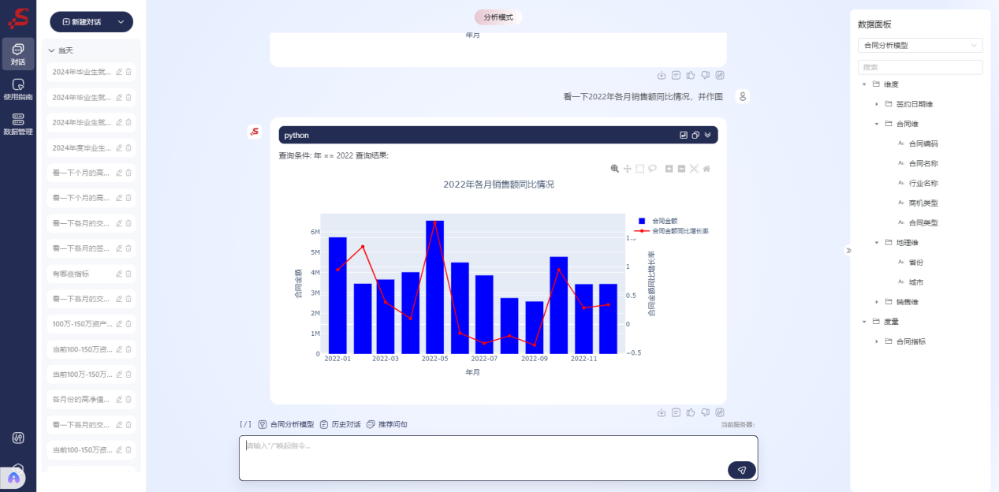 对话
使用指南
数据管理
新建对话
当天
2024年毕业生就...
2024年毕业生就...
2024年毕业生就...
2024年度毕业生...
看一下个月的高...
看一下个月的高...
看一下各月的交...
看一下各月的签...
有哪些指标
看一下各月的交...
100万-150万资产...
当前100-150万资...
当前100万-150万...
各月份的高净值...
看一下各月的交...
当前100-150万资...
分析模式
年月
看一下2022年各月销售额同比情况，并作图
python
查询条件: 年 == 2022 查询结果:
2022年各月销售额同比情况
合同金额
合同金额同比增长率
6M
5M
4M
3M
2M
1M
0
合同金额
1.5
1
0.5
0
−0.5
合同金额同比增长率
2022-01 2022-03 2022-05 2022-07 2022-09 2022-11
年月
[/] 合同分析模型 历史对话 推荐问句
当前服务器:
请输入"/"唤起指令...
数据面板
合同分析模型
搜索
维度
签约日期维
合同维
合同编码
合同名称
行业名称
商机类型
合同类型
地理维
省份
城市
销售维
度量
合同指标